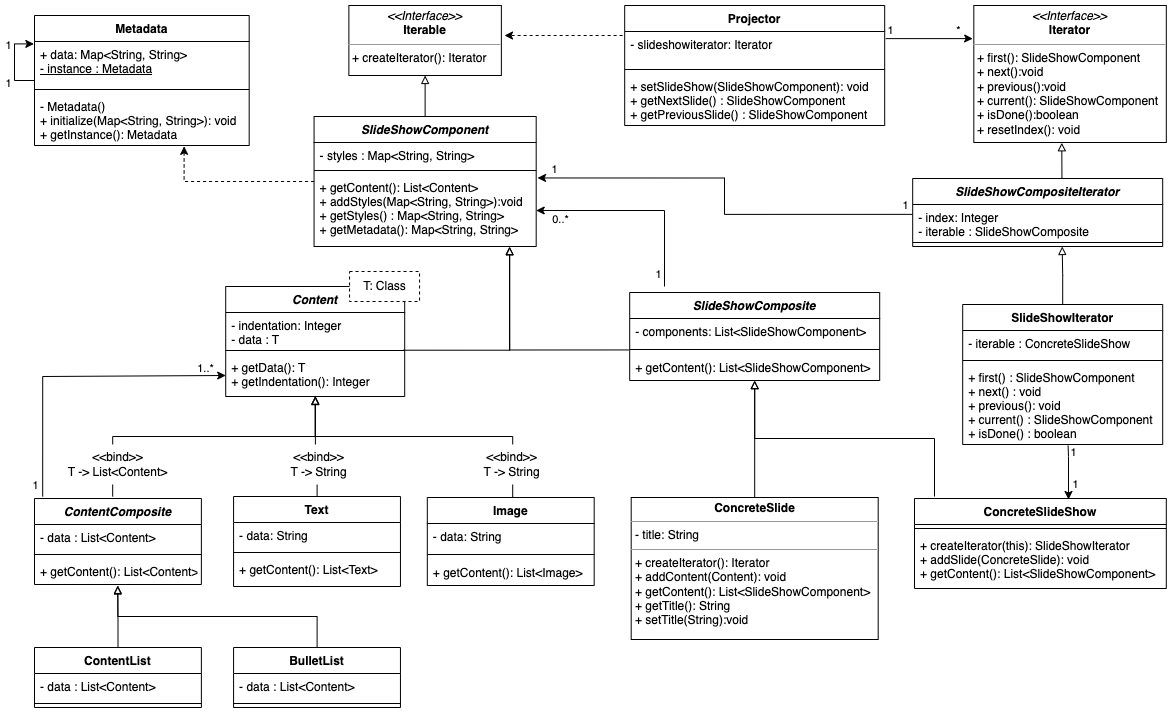 Metadata
+ data: Map<String, String>
- instance : Metadata
- Metadata()
+ initialize(Map<String, String>): void
+ getInstance(): Metadata
1
1
<<Interface>>
Iterable
+ createIterator(): Iterator
Projector
- slideshowiterator: Iterator
+ setSlideShow(SlideShowComponent): void
+ getNextSlide() : SlideShowComponent
+ getPreviousSlide() : SlideShowComponent
1
*
<<Interface>>
Iterator
+ first(): SlideShowComponent
+ next():void
+ previous():void
+ current(): SlideShowComponent
+ isDone():boolean
+ resetIndex(): void
SlideShowComponent
- styles : Map<String, String>
+ getContent(): List<Content>
+ addStyles(Map<String, String>):void
+ getStyles() : Map<String, String>
+ getMetadata(): Map<String, String>
1
1
0..*
1
SlideShowCompositeIterator
- index: Integer
- iterable : SlideShowComposite
T: Class
Content
- indentation: Integer
- data : T
+ getData(): T
+ getIndentation(): Integer
1..*
1
SlideShowComposite
- components: List<SlideShowComponent>
+ getContent(): List<SlideShowComponent>
SlideShowIterator
- iterable : ConcreteSlideShow
+ first() : SlideShowComponent
+ next() : void
+ previous(): void
+ current() : SlideShowComponent
+ isDone() : boolean
1
1
<<bind>>
T -> List<Content>
<<bind>>
T -> String
<<bind>>
T -> String
ContentComposite
- data : List<Content>
+ getContent(): List<Content>
Text
- data: String
+ getContent(): List<Text>
Image
- data: String
+ getContent(): List<Image>
ConcreteSlide
- title: String
+ createIterator(): Iterator
+ addContent(Content): void
+ getContent(): List<SlideShowComponent>
+ getTitle(): String
+ setTitle(String):void
ConcreteSlideShow
+ createIterator(this): SlideShowIterator
+ addSlide(ConcreteSlide): void
+ getContent(): List<SlideShowComponent>
ContentList
- data : List<Content>
BulletList
- data : List<Content>